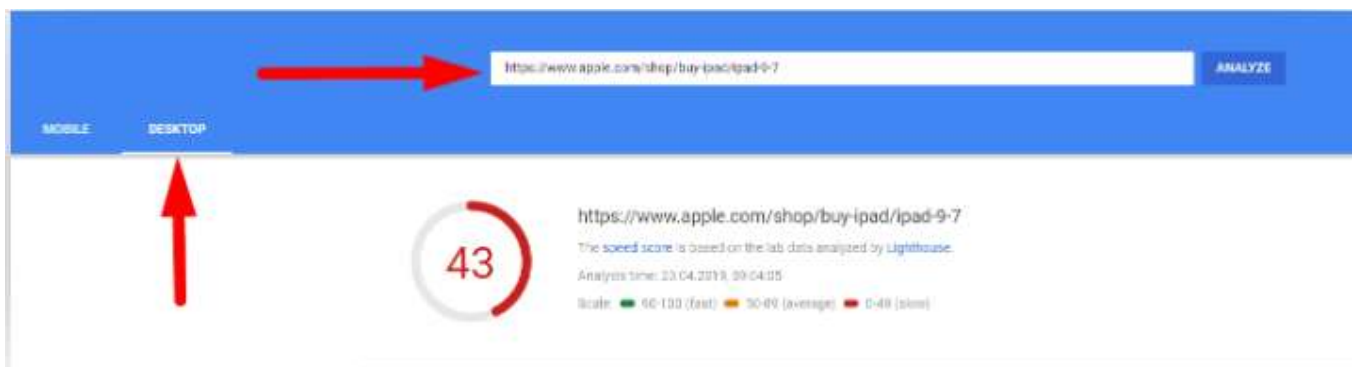 https://www.apple.com/shop/buy-ipad/ipad-9-7
ANALYZE
MOBILE
DESKTOP
43
https://www.apple.com/shop/buy-ipad/ipad-9-7
The speed score is based on the lab data analyzed by Lighthouse.
Analysis time: 23.04.2019, 09:04:05
Scale: 90-100 (fast) 50-89 (average) 0-49 (slow)